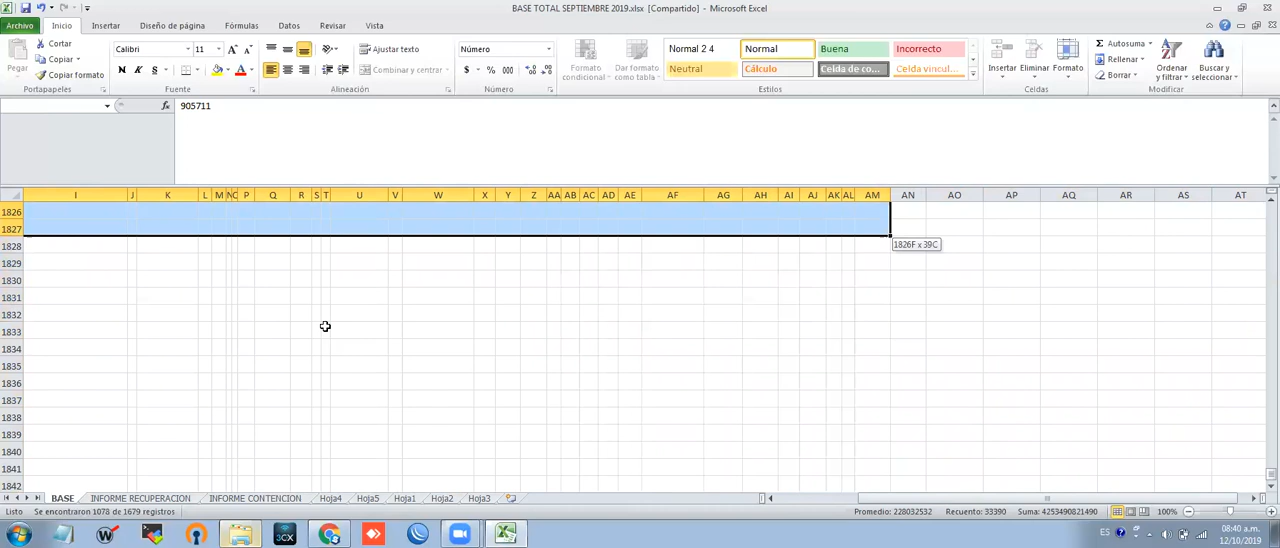 BASE TOTAL SEPTIEMBRE 2019.xlsx [Compartido] - Microsoft Excel
Archivo Inicio Insertar Diseño de página Fórmulas Datos Revisar Vista
Cortar
Copiar
Copiar formato
Pegar
Portapapeles
Calibri 11
N K S
Fuente
Ajustar texto
Combinar y centrar
Alineación
Número
$ % 000
Número
Formato condicional
Dar formato como tabla
Normal 2 4 Normal Buena Incorrecto
Neutral Cálculo Celda de co... Celda vincul...
Estilos
Insertar Eliminar Formato
Celdas
Autosuma
Rellenar
Borrar
Ordenar y filtrar
Buscar y seleccionar
Modificar
fx 905711
I J K L M N O P Q R S T U V W X Y Z AA AB AC AD AE AF AG AH AI AJ AK AL AM AN AO AP AQ AR AS AT
1826
1827
1826F x 39C
1828
1829
1830
1831
1832
1833
1834
1835
1836
1837
1838
1839
1840
1841
1842
BASE INFORME RECUPERACION INFORME CONTENCION Hoja4 Hoja5 Hoja1 Hoja2 Hoja3
Listo Se encontraron 1078 de 1679 registros Promedio: 228032532 Recuento: 33390 Suma: 4253490821490 100%
W 3CX ES 08:40 a.m.
12/10/2019